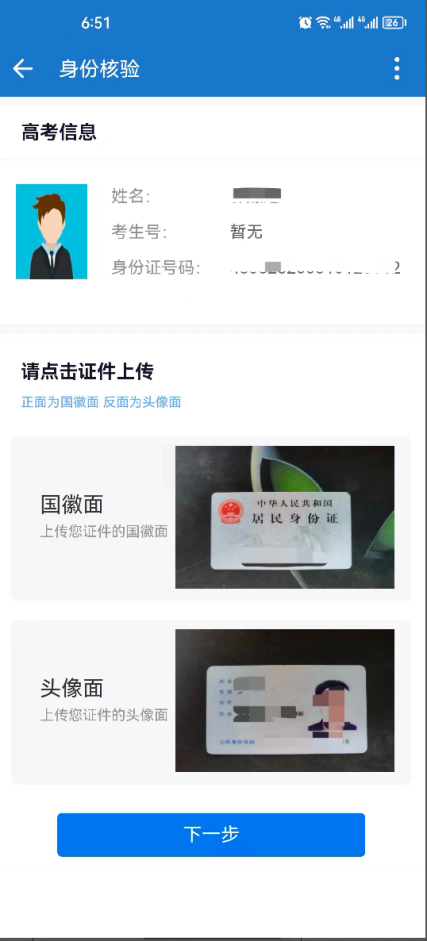 6:51
26
身份核验
高考信息
姓名：
考生号： 暂无
身份证号码：
请点击证件上传
正面为国徽面 反面为头像面
国徽面
上传您证件的国徽面
中华人民共和国
居民身份证
头像面
上传您证件的头像面
下一步